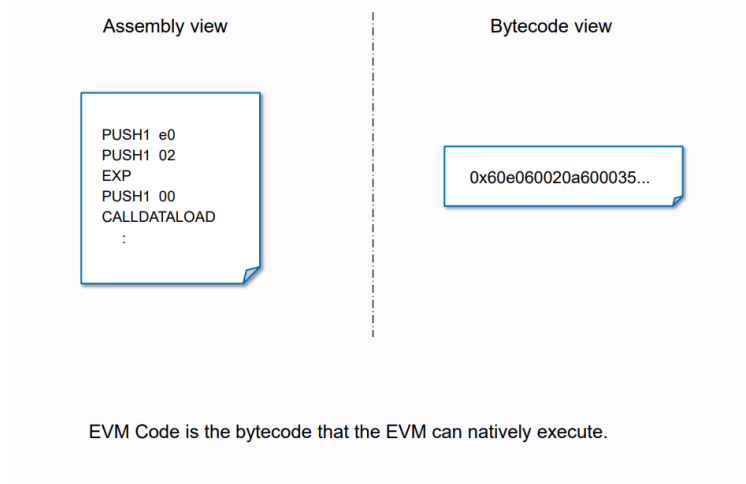 Assembly view
Bytecode view
PUSH1 e0
PUSH1 02
EXP
PUSH1 00
CALLDATALOAD
:
0x60e060020a600035...
EVM Code is the bytecode that the EVM can natively execute.